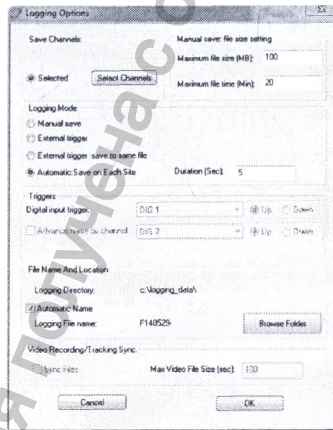 Logging Options
Save Channels:
Selected
Select Channels
Manual save: file size setting
Maximum file size (MB): 100
Maximum file time (Min): 20
Logging Mode
Manual save
External trigger
External trigger save to same file
Automatic Save on Each Site
Duration (Sec): 5
Triggers
Digital input trigger:
DIG 1
Up
Down
Advance name by channel
DIG 2
Up
Down
File Name And Location
Logging Directory: c:\logging_data\
Automatic Name
Logging File name: F140529-
Browse Folder
Video Recording/Tracking Sync.
Sync Files
Max Video File Size (sec): 100
Cancel
OK